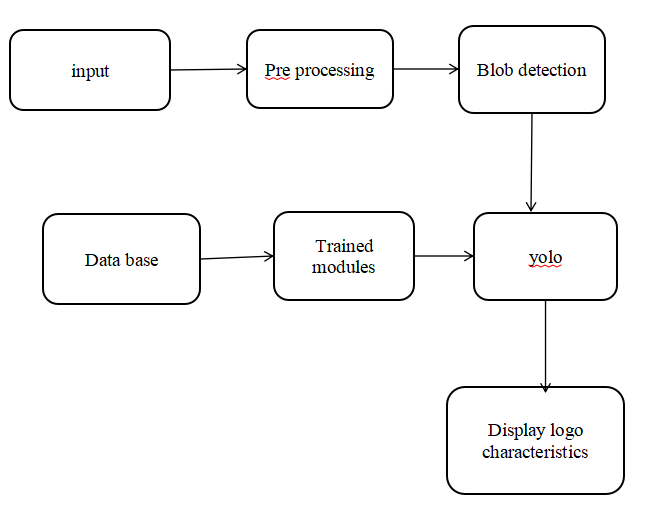 input
Pre processing
Blob detection
Data base
Trained
modules
yolo
Display logo
characteristics